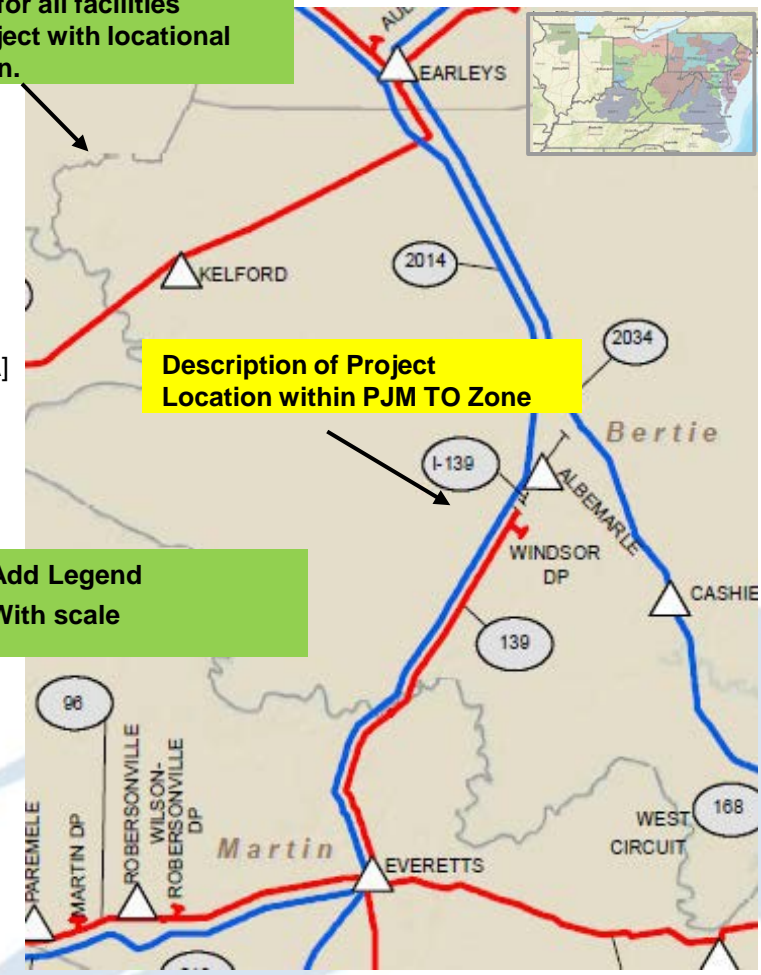 for all facilities
ject with locational
n.
EARLEYS
KELFORD
2014
2034
]
Description of Project
Location within PJM TO Zone
Bertie
I-139
ALBEMARLE
WINDSOR
DP
CASHIE
Add Legend
With scale
139
96
PAREMELE
MARTIN DP
ROBERSONVILLE
WILSON-
ROBERSONVILLE
DP
Martin
EVERETTS
WEST
CIRCUIT
168